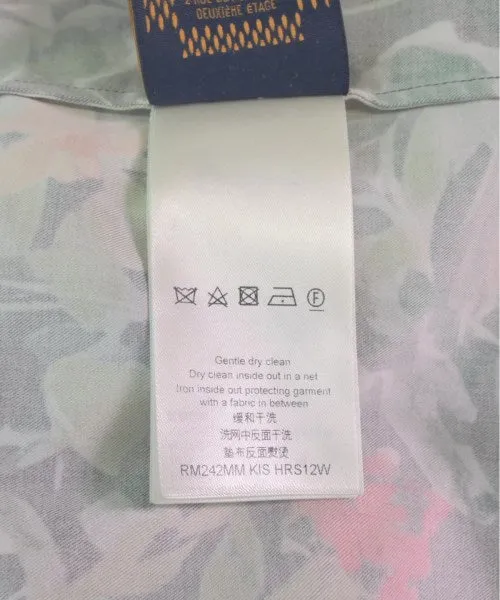 DEUXIÈME ÉTAGE
F
Gentle dry clean
Dry clean inside out in a net
Iron inside out protecting garment
with a fabric in between
缓和干洗
洗网中反面干洗
垫布反面熨烫
RM242MM KIS HRS12W